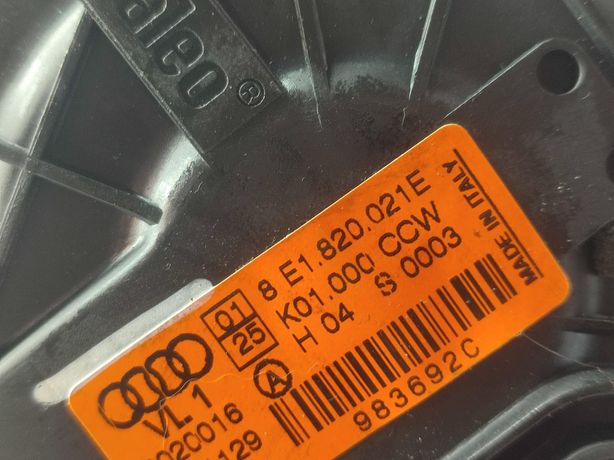 aleo®
8 E1.820.021E
K01.000 CCW
H 04 S 0003
01
25
A
VL 1
020016
129
983692C
MADE IN ITALY